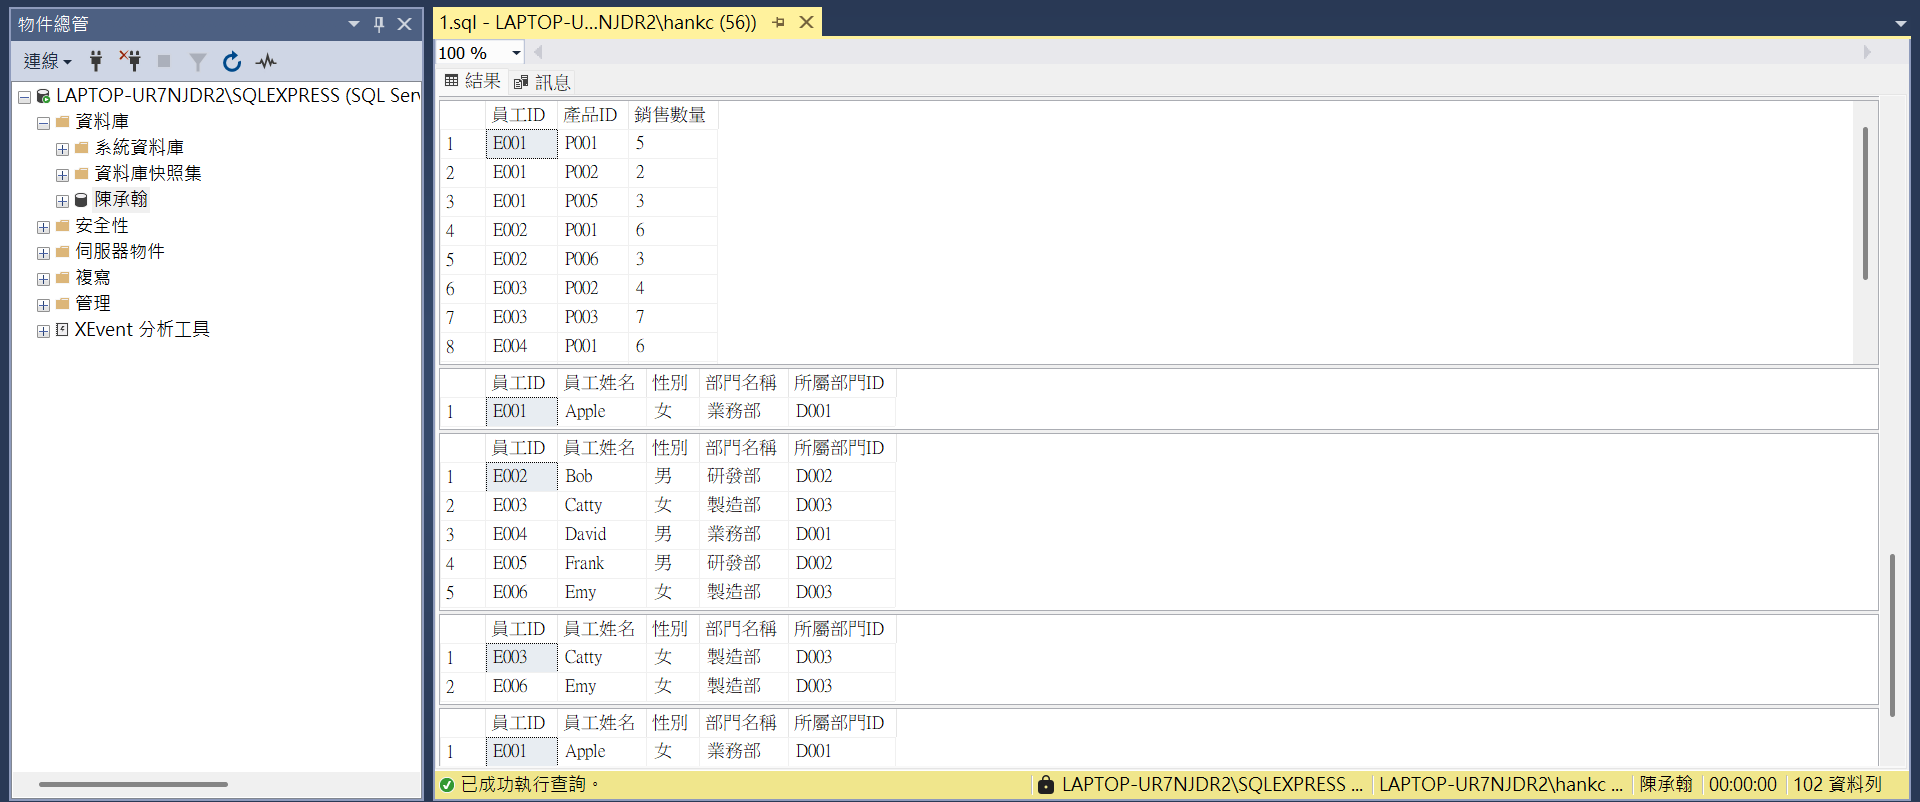 物件總管
連線
LAPTOP-UR7NJDR2\SQLEXPRESS (SQL Serv
資料庫
系統資料庫
資料庫快照集
陳承翰
安全性
伺服器物件
複寫
管理
XEvent 分析工具
1.sql - LAPTOP-U...NJDR2\hankc (56))
100 %
結果 訊息
員工ID 產品ID 銷售數量
1 E001 P001 5
2 E001 P002 2
3 E001 P005 3
4 E002 P001 6
5 E002 P006 3
6 E003 P002 4
7 E003 P003 7
8 E004 P001 6
員工ID 員工姓名 性別 部門名稱 所屬部門ID
1 E001 Apple 女 業務部 D001
員工ID 員工姓名 性別 部門名稱 所屬部門ID
1 E002 Bob 男 研發部 D002
2 E003 Catty 女 製造部 D003
3 E004 David 男 業務部 D001
4 E005 Frank 男 研發部 D002
5 E006 Emy 女 製造部 D003
員工ID 員工姓名 性別 部門名稱 所屬部門ID
1 E003 Catty 女 製造部 D003
2 E006 Emy 女 製造部 D003
員工ID 員工姓名 性別 部門名稱 所屬部門ID
1 E001 Apple 女 業務部 D001
已成功執行查詢。 LAPTOP-UR7NJDR2\SQLEXPRESS ... LAPTOP-UR7NJDR2\hankc ... 陳承翰 00:00:00 102 資料列